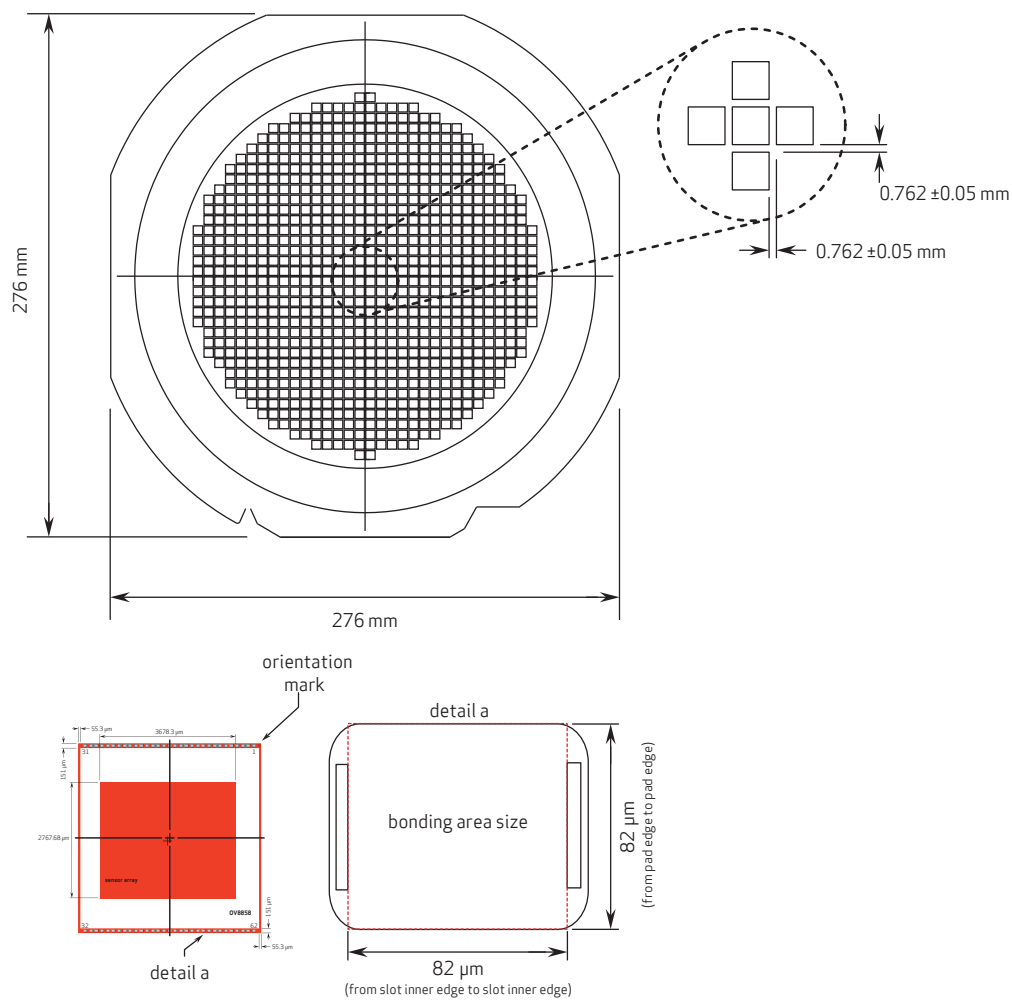 276 mm
0.762 ±0.05 mm
0.762 ±0.05 mm
276 mm
orientation
mark
55.3 µm
3678.3 µm
31
1
151 µm
2767.68 µm
sensor array
OV8858
32
62
151 µm
55.3 µm
detail a
detail a
bonding area size
82 µm
(from pad edge to pad edge)
82 µm
(from slot inner edge to slot inner edge)